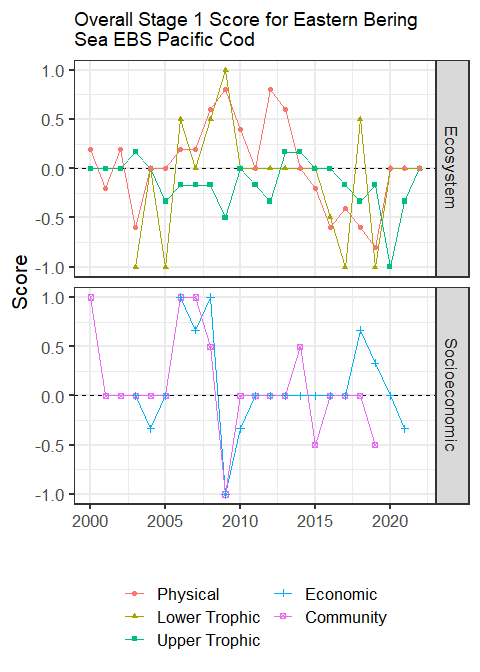 Overall Stage 1 Score for Eastern Bering
Sea EBS Pacific Cod
Score
1.0
0.5
0.0
-0.5
-1.0
Ecosystem
1.0
0.5
0.0
-0.5
-1.0
Socioeconomic
2000 2005 2010 2015 2020
Physical Economic
Lower Trophic Community
Upper Trophic